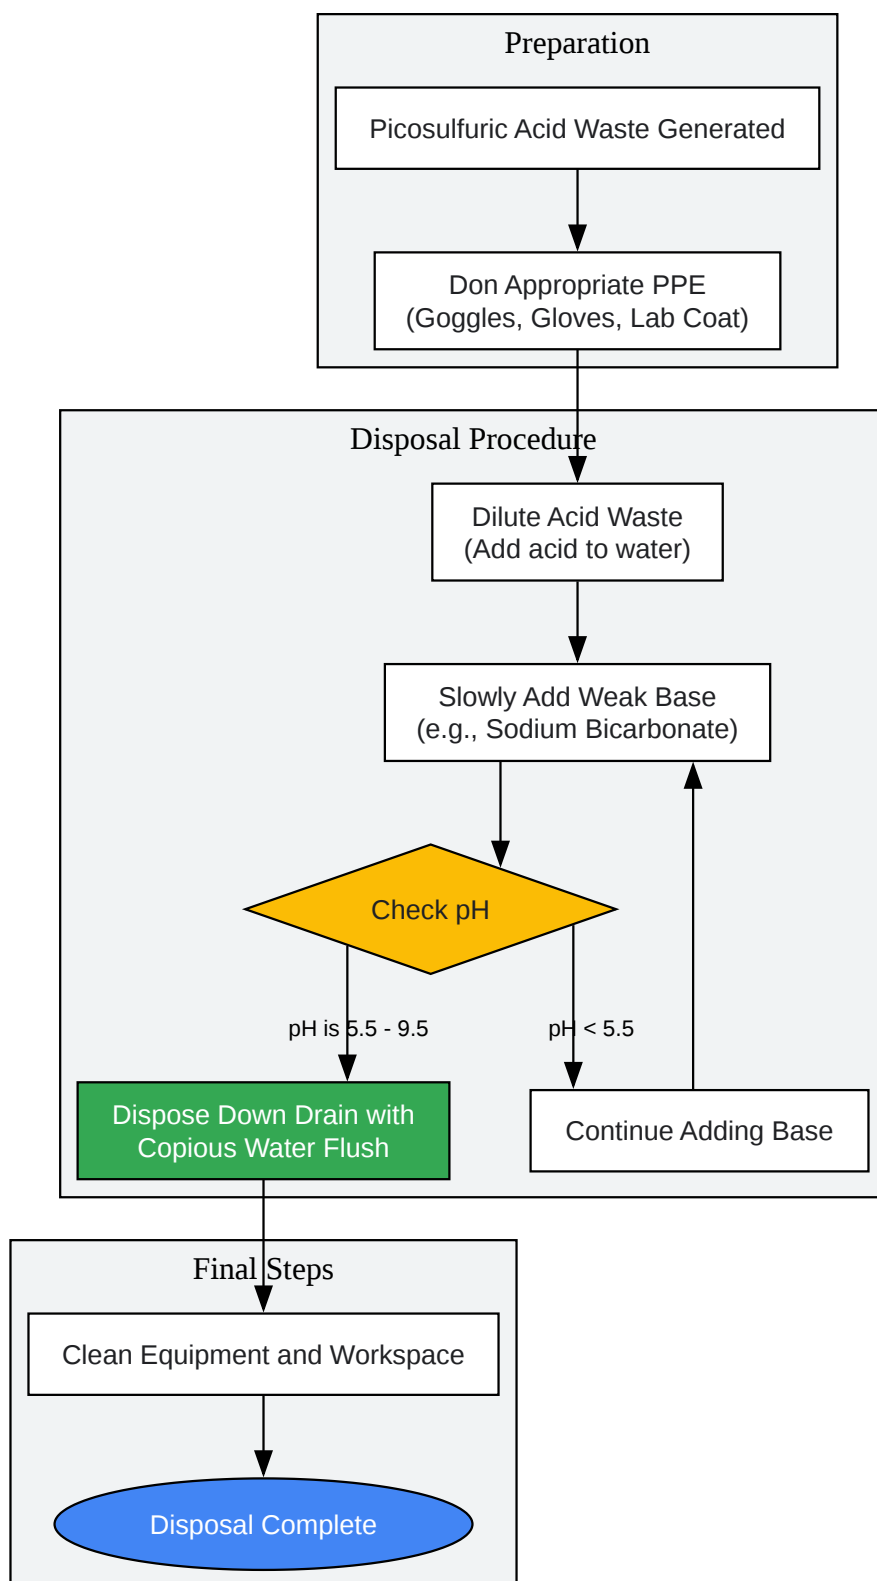 Preparation
Picosulfuric Acid Waste Generated
Don Appropriate PPE
(Goggles, Gloves, Lab Coat)
Disposal Procedure
Dilute Acid Waste
(Add acid to water)
Slowly Add Weak Base
(e.g., Sodium Bicarbonate)
Check pH
pH is 5.5 - 9.5
pH < 5.5
Dispose Down Drain with
Copious Water Flush
Continue Adding Base
Final Steps
Clean Equipment and Workspace
Disposal Complete